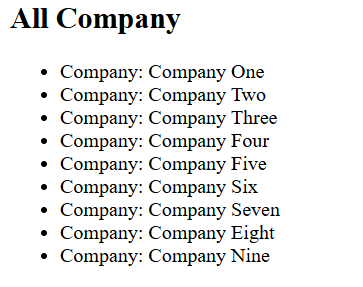 All Company
Company: Company One
Company: Company Two
Company: Company Three
Company: Company Four
Company: Company Five
Company: Company Six
Company: Company Seven
Company: Company Eight
Company: Company Nine